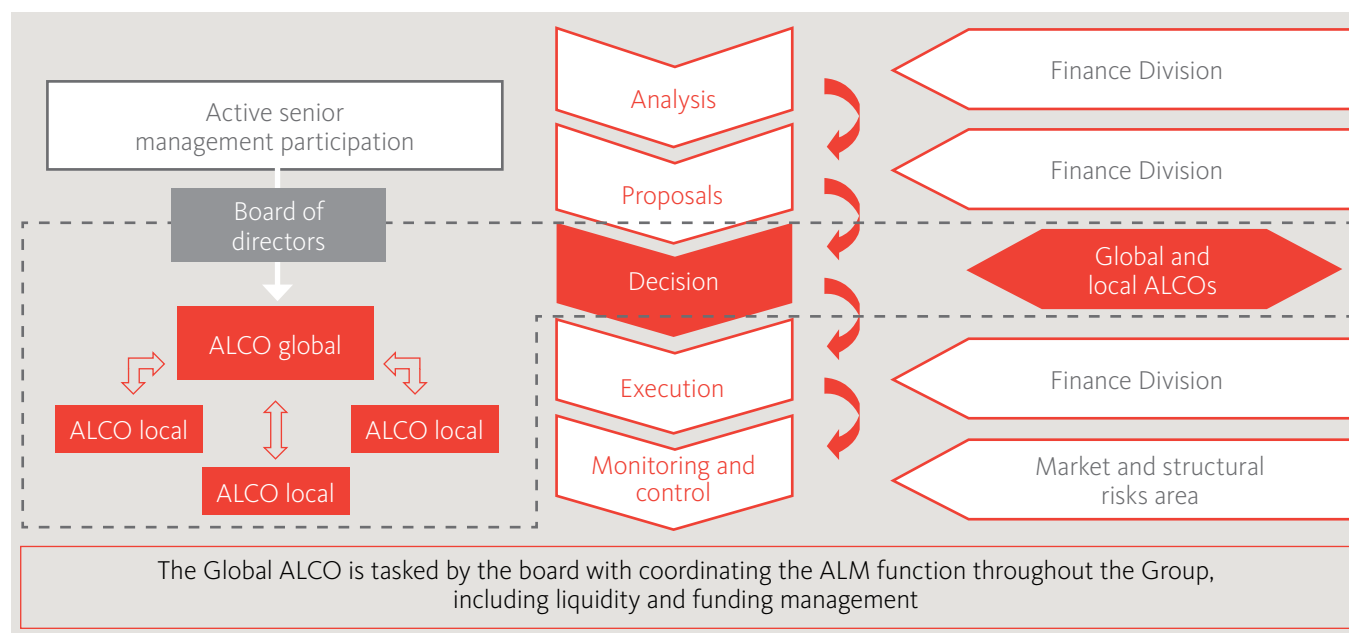 Active senior
management participation
Board of
directors
ALCO global
ALCO local
ALCO local
ALCO local
Analysis
Proposals
Decision
Execution
Monitoring and
control
Finance Division
Finance Division
Global and
local ALCOs
Finance Division
Market and structural
risks area
The Global ALCO is tasked by the board with coordinating the ALM function throughout the Group,
including liquidity and funding management